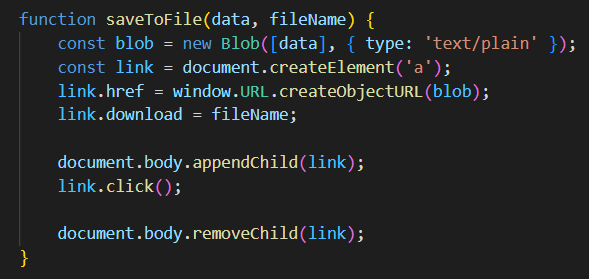 function saveToFile(data, fileName) {
    const blob = new Blob([data], { type: 'text/plain' });
    const link = document.createElement('a');
    link.href = window.URL.createObjectURL(blob);
    link.download = fileName;

    document.body.appendChild(link);
    link.click();

    document.body.removeChild(link);
}